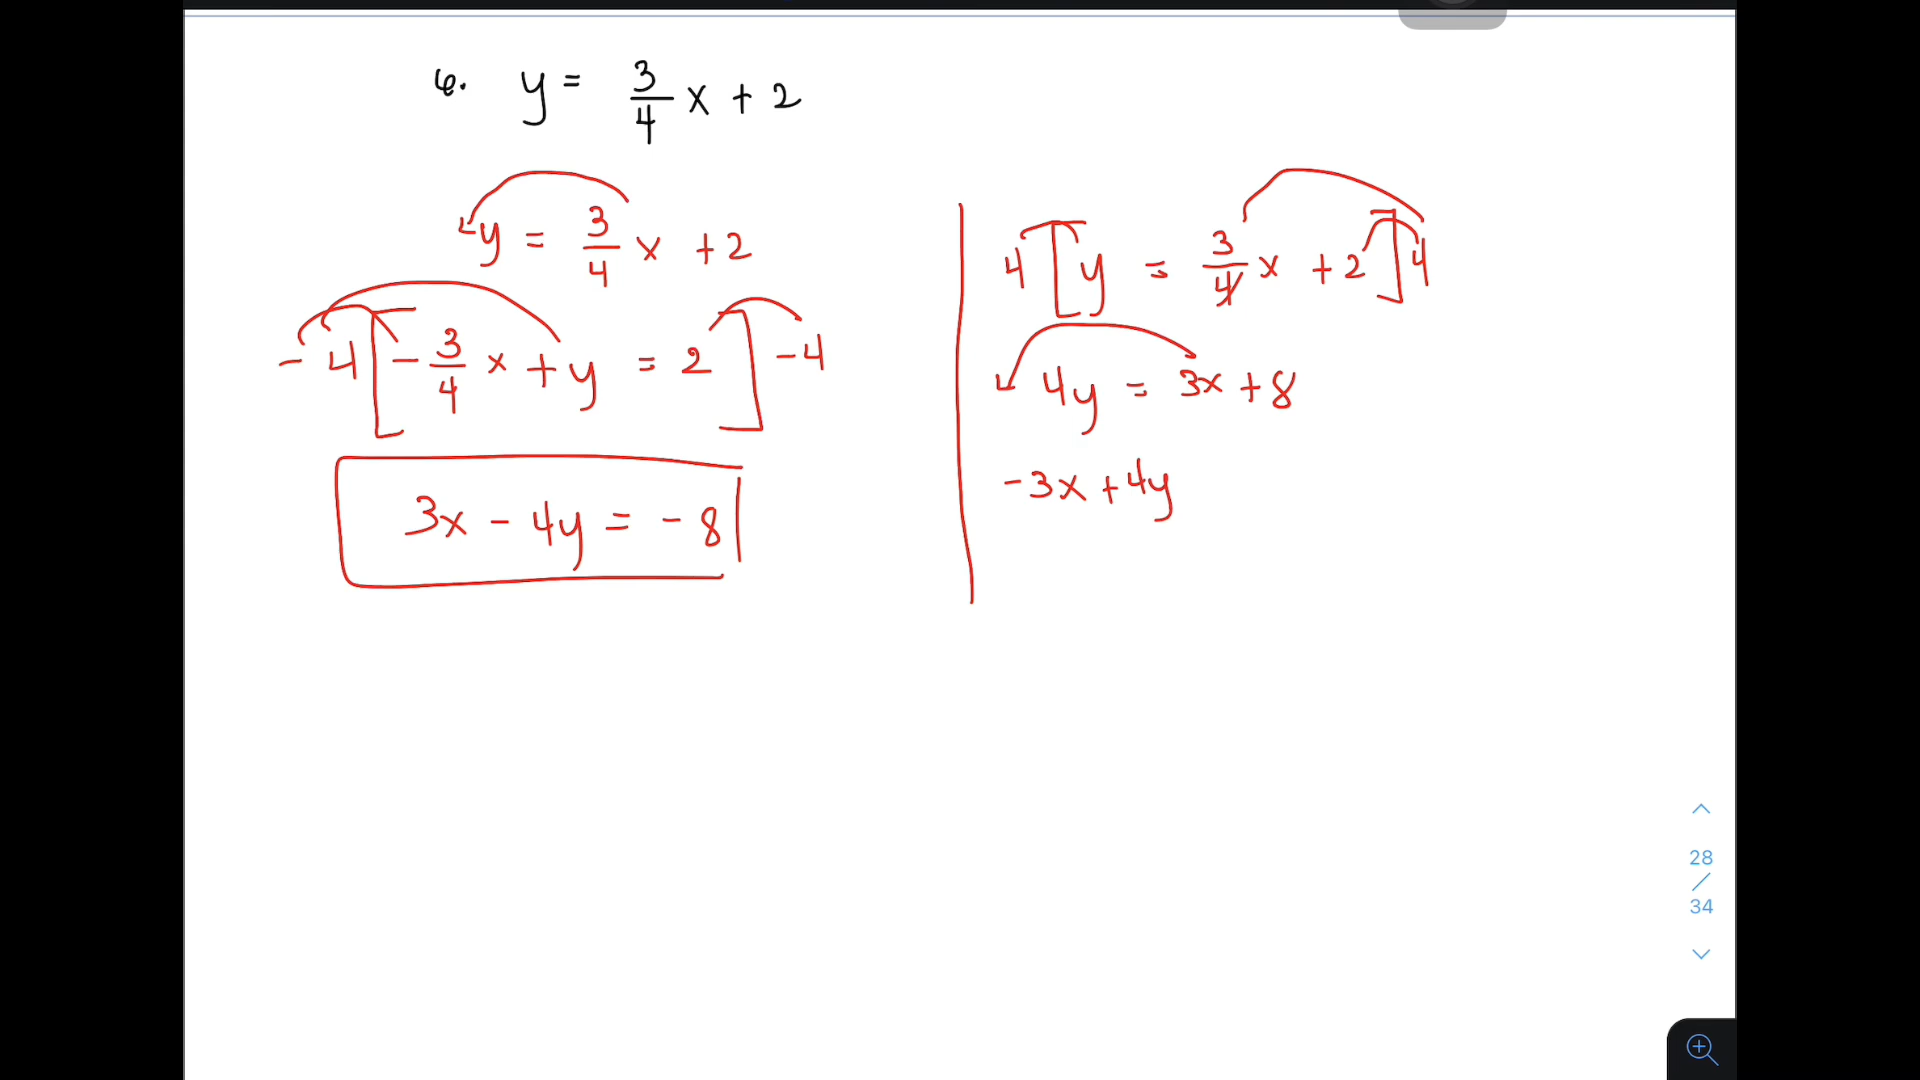 6. y = 3/4 x + 2
y = 3/4 x + 2
-4[-3/4 x + y = 2]-4
3x - 4y = -8
4[y = 3/4 x + 2]4
4y = 3x + 8
-3x + 4y
28
/
34